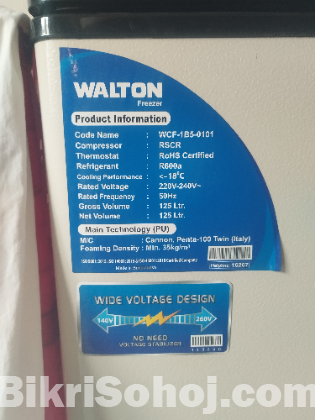 WALTON
Freezer
Product Information
Code Name : WCF-1B5-0101
Compressor : RSCR
Thermostat : RoHS Certified
Refrigerant : R600a
Cooling Performance : <-18°C
Rated Voltage : 220V-240V~
Rated Frequency : 50Hz
Gross Volume : 125 Ltr.
Net Volume : 125 Ltr.
Main Technology (PU)
MIC : Cannon, Penta-100 Twin (Italy)
Foaming Density : Min. 35kg/m³
Helpline: 16267
WIDE VOLTAGE DESIGN
140V 260V
NO NEED
VOLTAGE STABILIZER
BikriSohoj.com